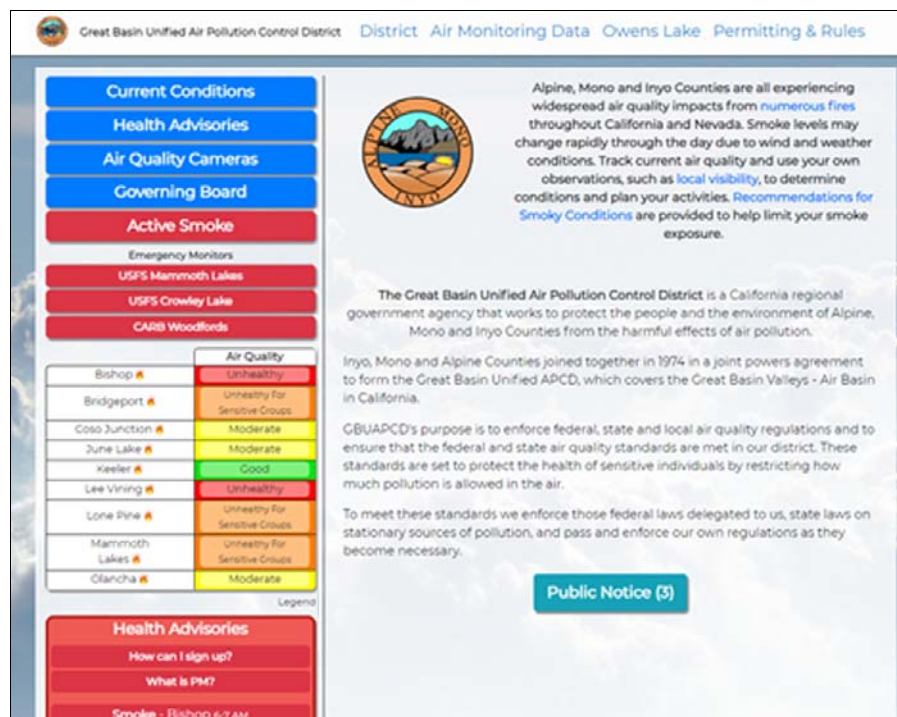 Great Basin Unified Air Pollution Control District
District Air Monitoring Data Owens Lake Permitting & Rules
Current Conditions
Health Advisories
Air Quality Cameras
Governing Board
Active Smoke
Emergency Monitors
USFS Mammoth Lakes
USFS Crowley Lake
CARB Woodfords
Air Quality
Bishop Unhealthy
Bridgeport Unhealthy For
Sensitive Groups
Coso Junction Moderate
June Lake Moderate
Keeler Good
Lee Vining Unhealthy
Lone Pine Unhealthy For
Sensitive Groups
Mammoth Unhealthy For
Lakes Sensitive Groups
Olancha Moderate
Legend
Health Advisories
How can I sign up?
What is PM?
Smoke - Bishop 6-7 AM
ALPINE MONO INYO
Alpine, Mono and Inyo Counties are all experiencing
widespread air quality impacts from numerous fires
throughout California and Nevada. Smoke levels may
change rapidly through the day due to wind and weather
conditions. Track current air quality and use your own
observations, such as local visibility, to determine
conditions and plan your activities. Recommendations for
Smoky Conditions are provided to help limit your smoke
exposure.
The Great Basin Unified Air Pollution Control District is a California regional
government agency that works to protect the people and the environment of Alpine,
Mono and Inyo Counties from the harmful effects of air pollution.
Inyo, Mono and Alpine Counties joined together in 1974 in a joint powers agreement
to form the Great Basin Unified APCD, which covers the Great Basin Valleys - Air Basin
in California.
GBUAPCD's purpose is to enforce federal, state and local air quality regulations and to
ensure that the federal and state air quality standards are met in our district. These
standards are set to protect the health of sensitive individuals by restricting how
much pollution is allowed in the air.
To meet these standards we enforce those federal laws delegated to us, state laws on
stationary sources of pollution, and pass and enforce our own regulations as they
become necessary.
Public Notice (3)